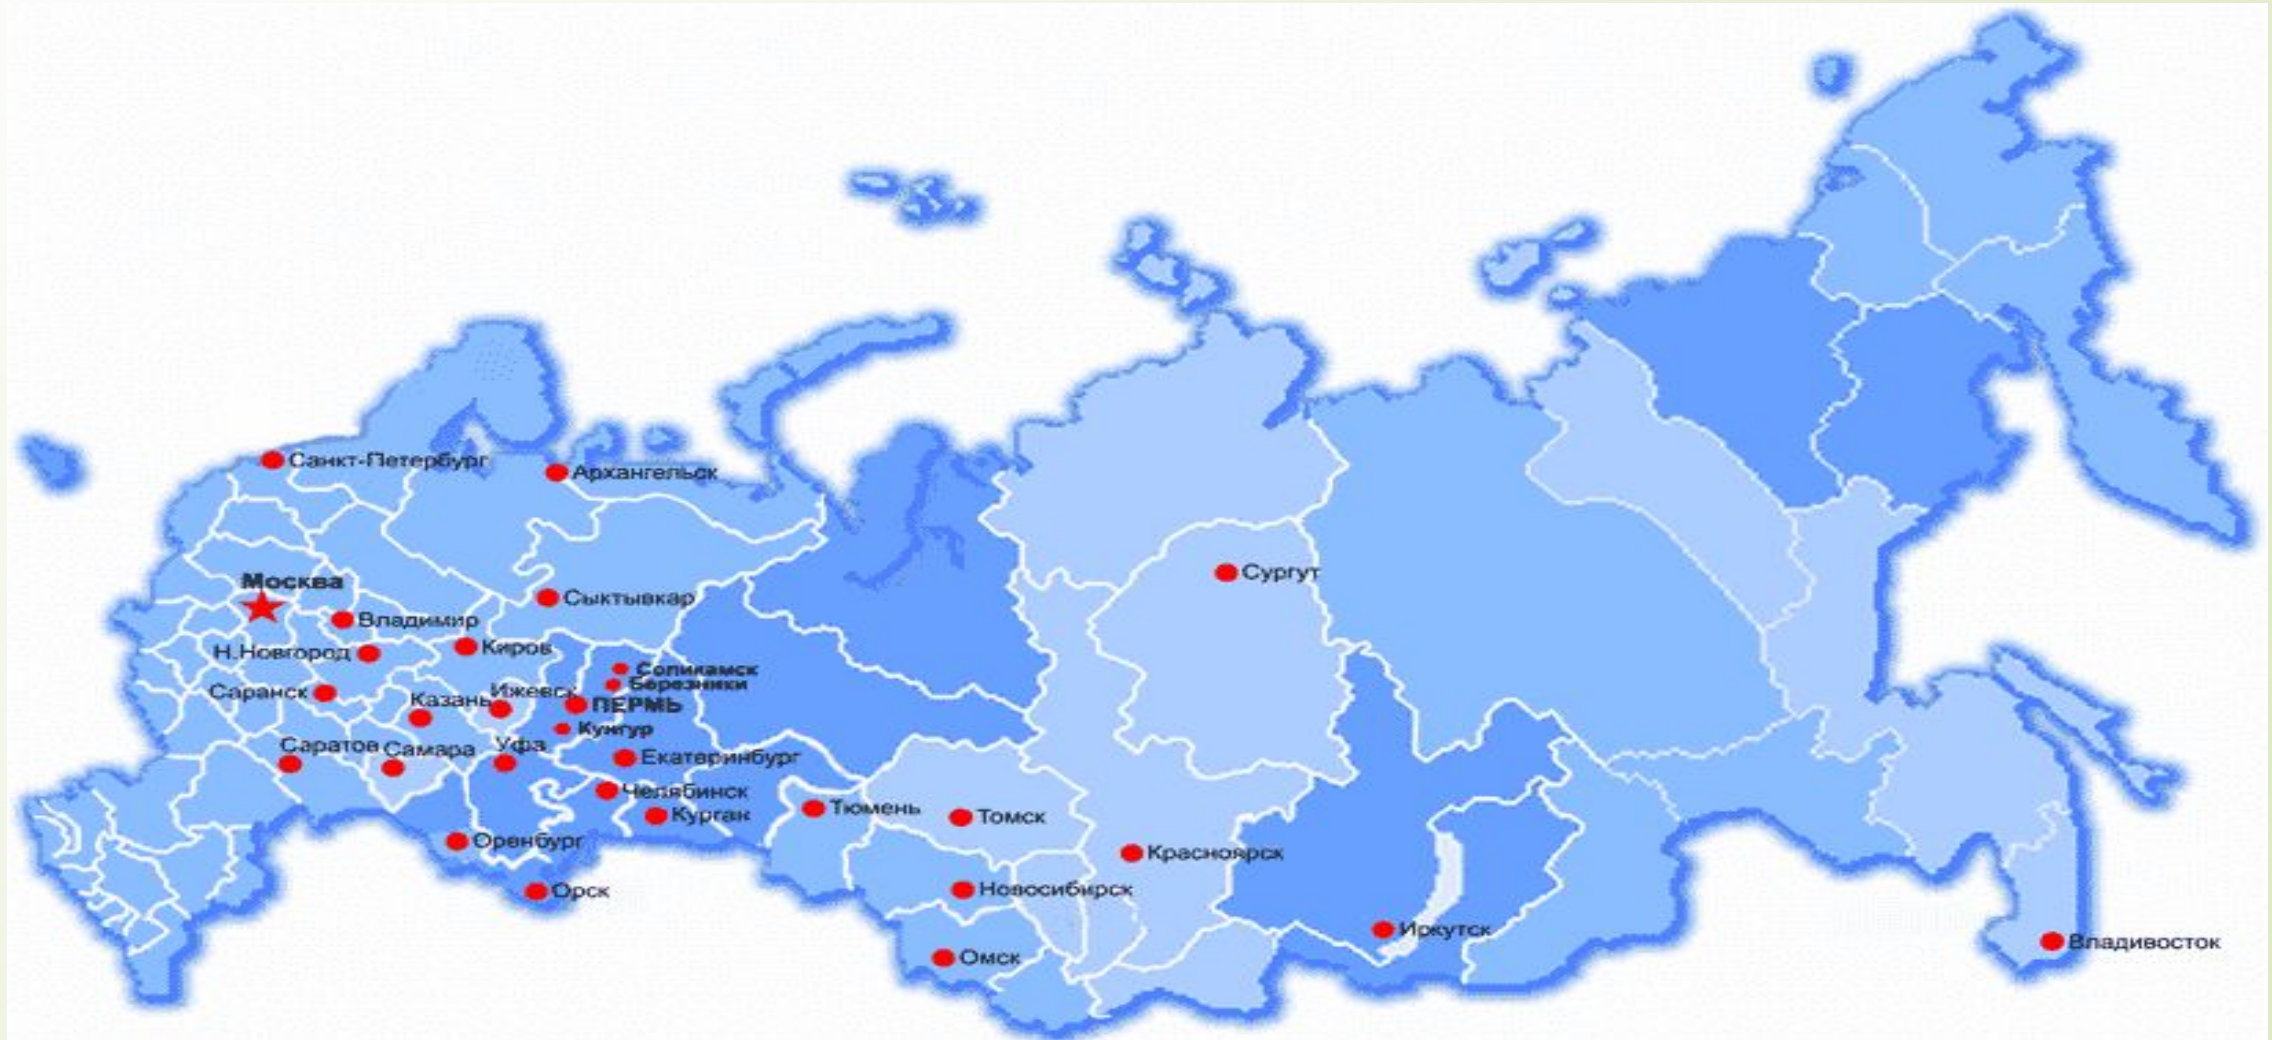 Санкт-Петербург
Архангельск
Сургут
Москва
Сыктывкар
Владимир
Киров
Н.Новгород
Соликамск
Березники
Саранск
Казань
Ижевск
ПЕРМЬ
Кунгур
Саратов
Самара
Уфа
Екатеринбург
Челябинск
Тюмень
Курган
Томск
Оренбург
Красноярск
Орск
Новосибирск
Иркутск
Владивосток
Омск